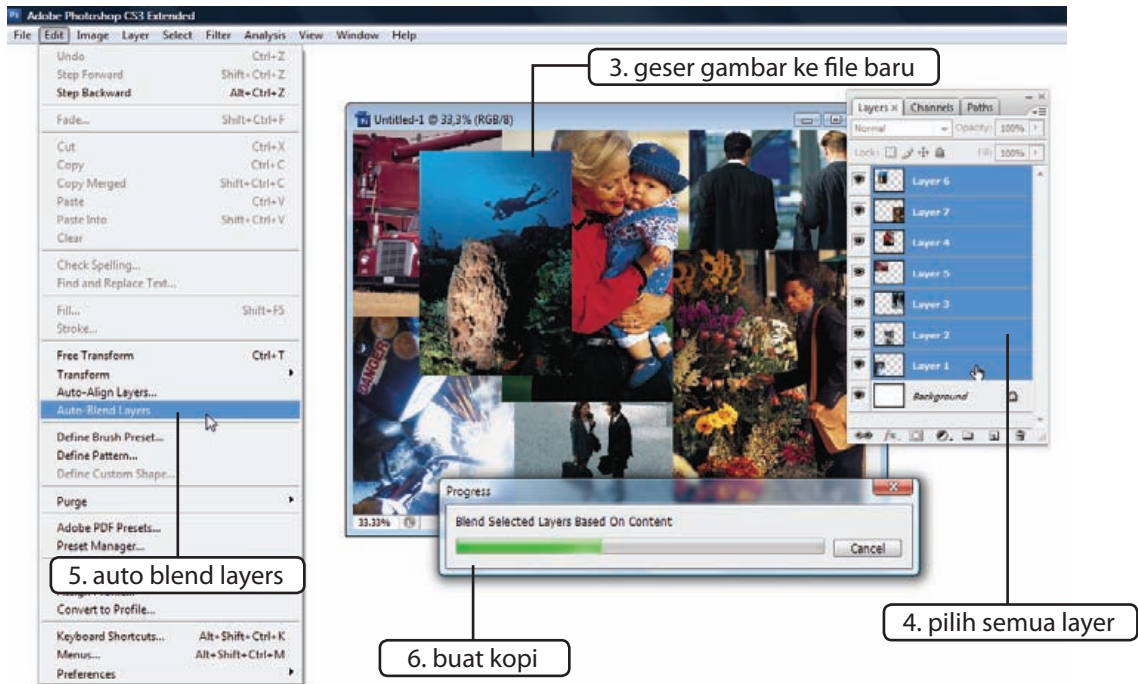 Adobe Photoshop CS3 Extended
File Edit Image Layer Select Filter Analysis View Window Help
Undo Ctrl+Z
Step Forward Shift+Ctrl+Z
Step Backward Alt+Ctrl+Z
Fade... Shift+Ctrl+F
Cut Ctrl+X
Copy Ctrl+C
Copy Merged Shift+Ctrl+C
Paste Ctrl+V
Paste Into Shift+Ctrl+V
Clear
Check Spelling...
Find and Replace Text...
Fill... Shift+F5
Stroke...
Free Transform Ctrl+T
Transform
Auto-Align Layers...
Auto-Blend Layers
Define Brush Preset...
Define Pattern...
Define Custom Shape...
Purge
Adobe PDF Presets...
Preset Manager...
5. auto blend layers
Convert to Profile...
Keyboard Shortcuts... Alt+Shift+Ctrl+K
Menus... Alt+Shift+Ctrl+M
Preferences
3. geser gambar ke file baru
Untitled-1 @ 33,3% (RGB/8)
DANGER
33.33%
Progress
Blend Selected Layers Based On Content
Cancel
6. buat kopi
Layers x Channels Paths
Normal Opacity: 100%
Lock: Fill: 100%
Layer 6
Layer 7
Layer 4
Layer 5
Layer 3
Layer 2
Layer 1
Background
4. pilih semua layer